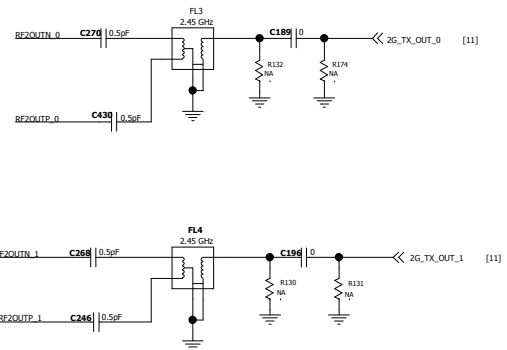 FL3
2.45 GHz
RF2OUTN_0 C270 0.5pF C189 0 2G_TX_OUT_0 [11]
R132
NA
R174
NA
RF2OUTP_0 C430 0.5pF
FL4
2.45 GHz
F2OUTN_1 C268 0.5pF C196 0 2G_TX_OUT_1 [11]
R130
NA
R131
NA
RF2OUTP_1 C246 0.5pF